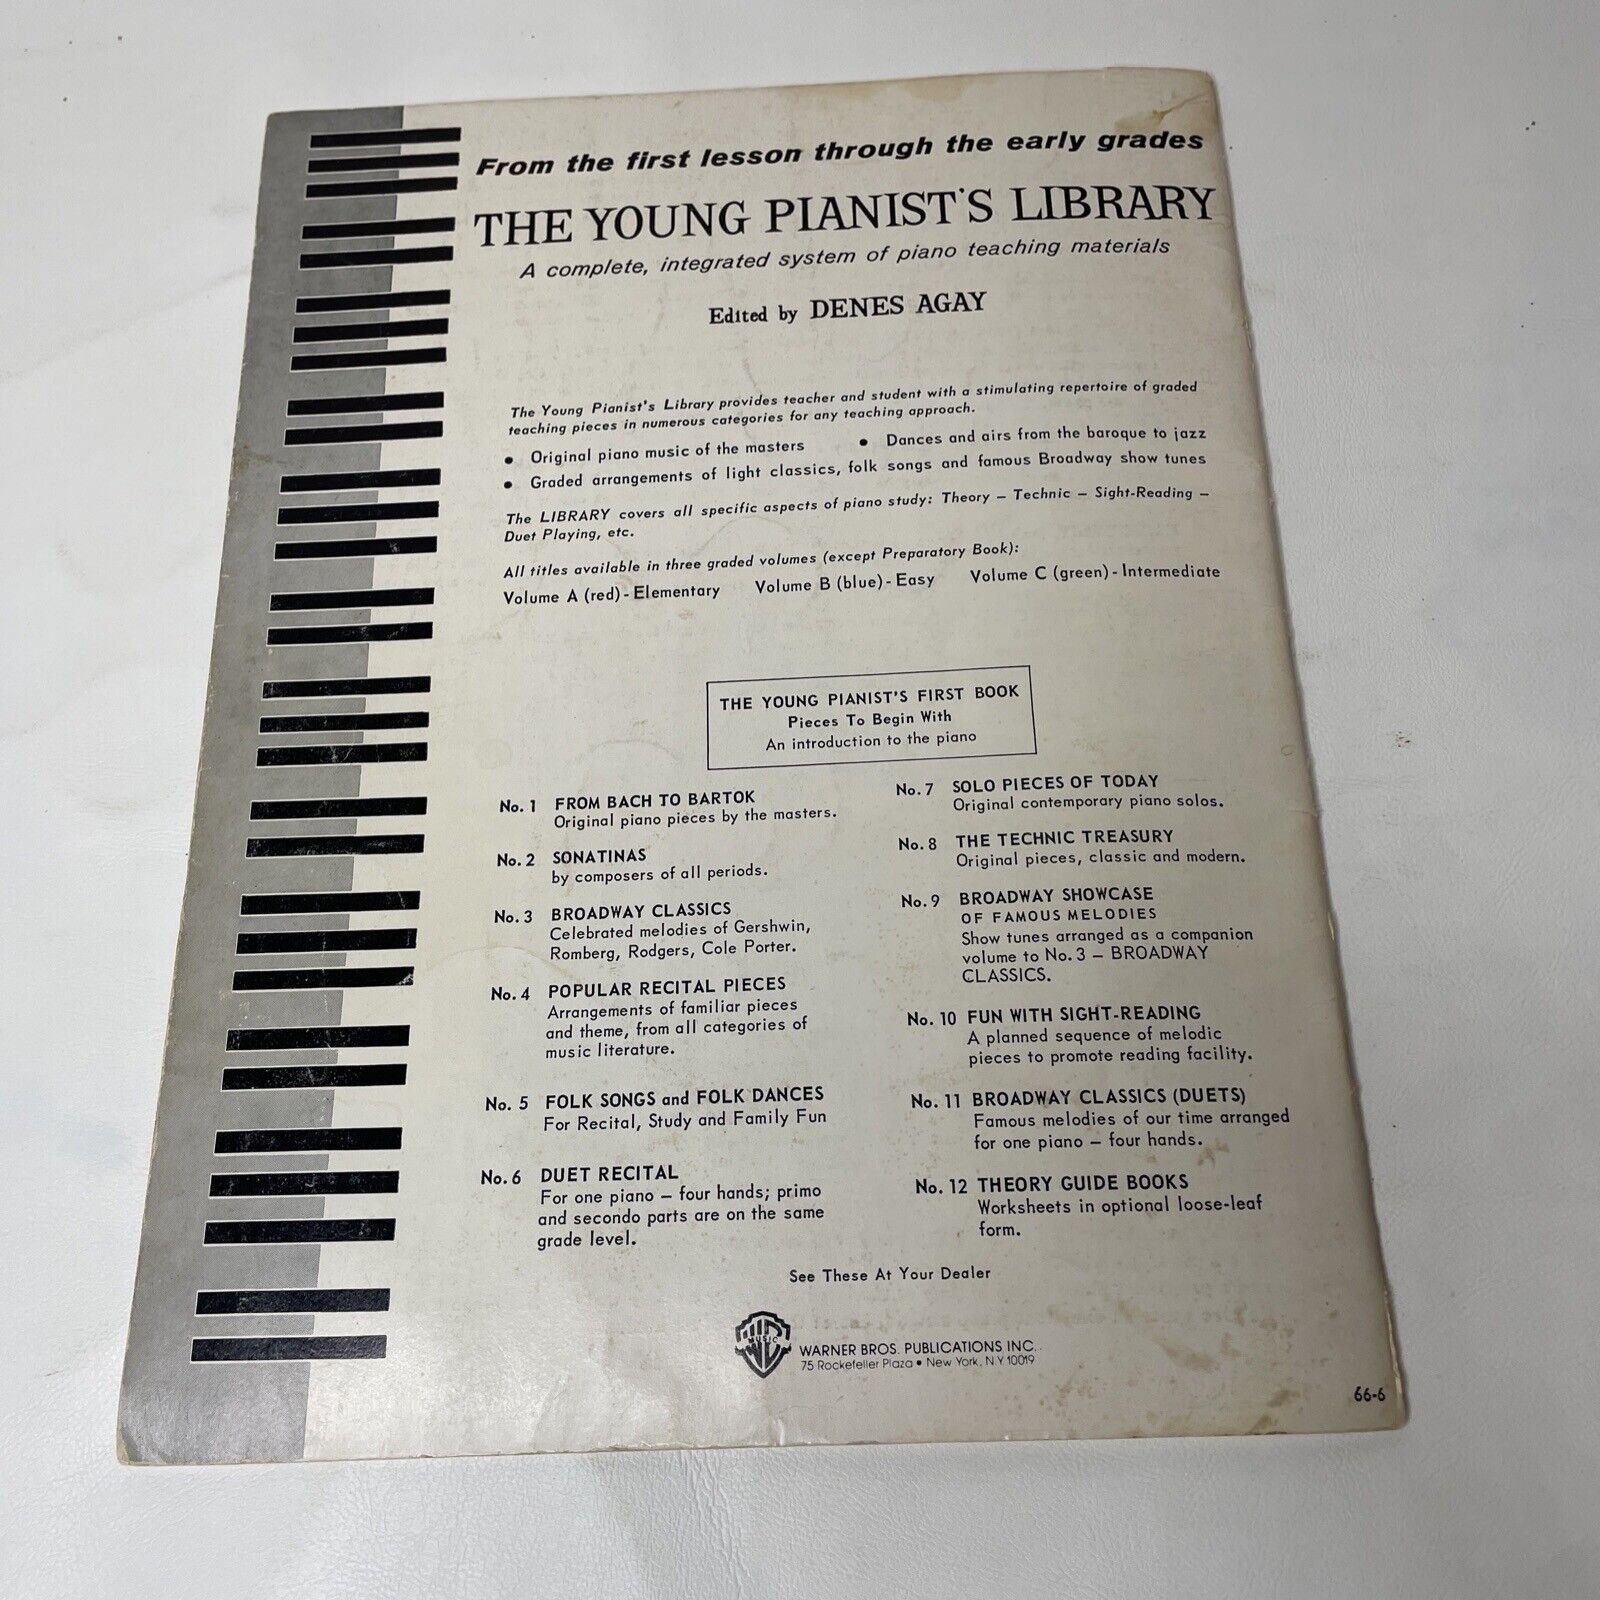 From the first lesson through the early grades
THE YOUNG PIANIST'S LIBRARY
A complete, integrated system of piano teaching materials
Edited by DENES AGAY
The Young Pianist's Library provides teacher and student with a stimulating repertoire of graded
teaching pieces in numerous categories for any teaching approach.
• Original piano music of the masters • Dances and airs from the baroque to jazz
• Graded arrangements of light classics, folk songs and famous Broadway show tunes
The LIBRARY covers all specific aspects of piano study: Theory – Technic – Sight-Reading –
Duet Playing, etc.
All titles available in three graded volumes (except Preparatory Book):
Volume A (red) - Elementary Volume B (blue) - Easy Volume C (green) - Intermediate
THE YOUNG PIANIST'S FIRST BOOK
Pieces To Begin With
An introduction to the piano
No. 1 FROM BACH TO BARTOK
Original piano pieces by the masters.
No. 2 SONATINAS
by composers of all periods.
No. 3 BROADWAY CLASSICS
Celebrated melodies of Gershwin,
Romberg, Rodgers, Cole Porter.
No. 4 POPULAR RECITAL PIECES
Arrangements of familiar pieces
and theme, from all categories of
music literature.
No. 5 FOLK SONGS and FOLK DANCES
For Recital, Study and Family Fun
No. 6 DUET RECITAL
For one piano – four hands; primo
and secondo parts are on the same
grade level.
No. 7 SOLO PIECES OF TODAY
Original contemporary piano solos.
No. 8 THE TECHNIC TREASURY
Original pieces, classic and modern.
No. 9 BROADWAY SHOWCASE
OF FAMOUS MELODIES
Show tunes arranged as a companion
volume to No. 3 – BROADWAY
CLASSICS.
No. 10 FUN WITH SIGHT-READING
A planned sequence of melodic
pieces to promote reading facility.
No. 11 BROADWAY CLASSICS (DUETS)
Famous melodies of our time arranged
for one piano – four hands.
No. 12 THEORY GUIDE BOOKS
Worksheets in optional loose-leaf
form.
See These At Your Dealer
MUSIC
WARNER BROS. PUBLICATIONS INC.
75 Rockefeller Plaza • New York, N.Y. 10019
66-6